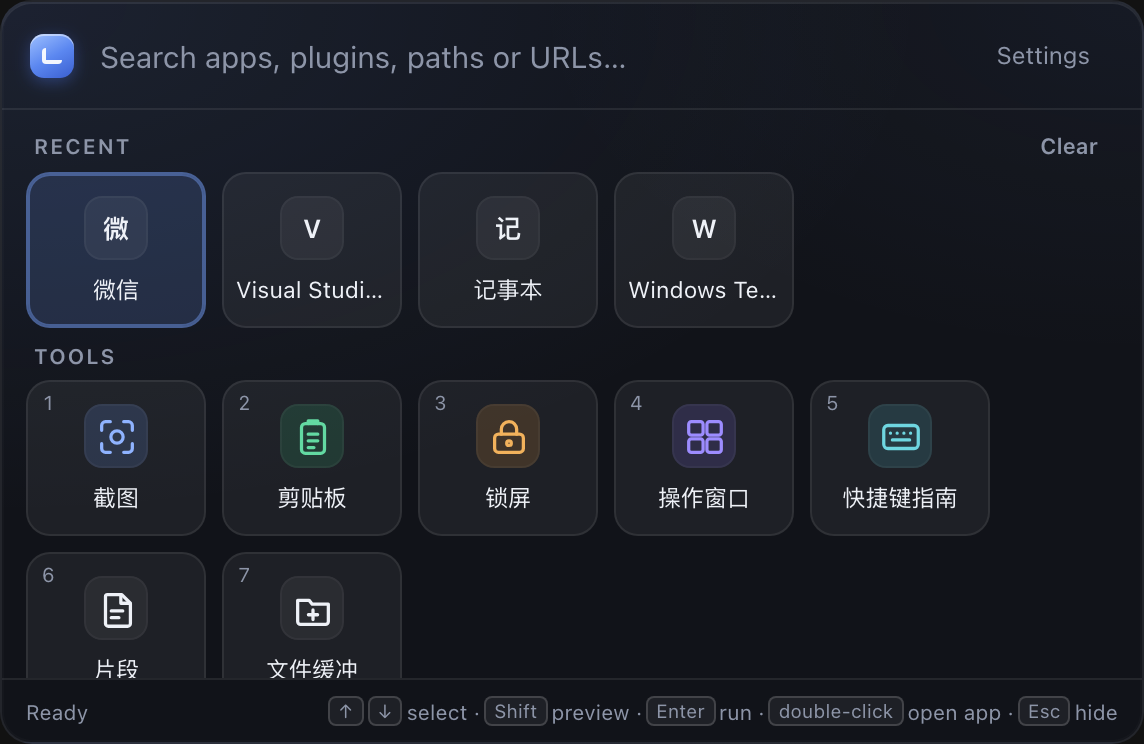 Search apps, plugins, paths or URLs...
Settings
RECENT
Clear
微
V
记
W
微信
Visual Studi...
记事本
Windows Te...
TOOLS
1
2
3
4
5
截图
剪贴板
锁屏
操作窗口
快捷键指南
6
7
片段
文件缓冲
Ready
↑ ↓ select · Shift preview · Enter run · double-click open app · Esc hide